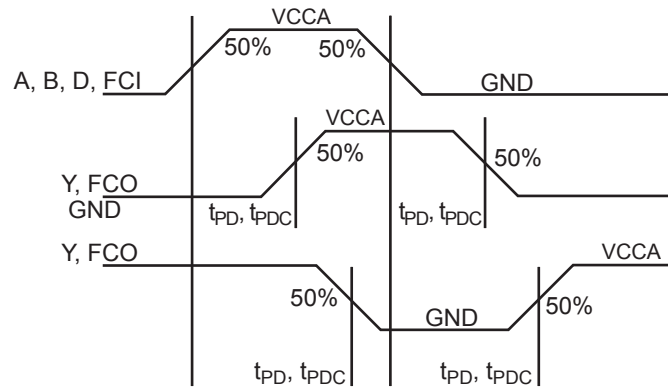 VCCA
50% 50%
A, B, D, FCI
GND
VCCA
50% 50%
Y, FCO
GND
tPD, tPDC tPD, tPDC
Y, FCO
VCCA
50% GND 50%
tPD, tPDC tPD, tPDC